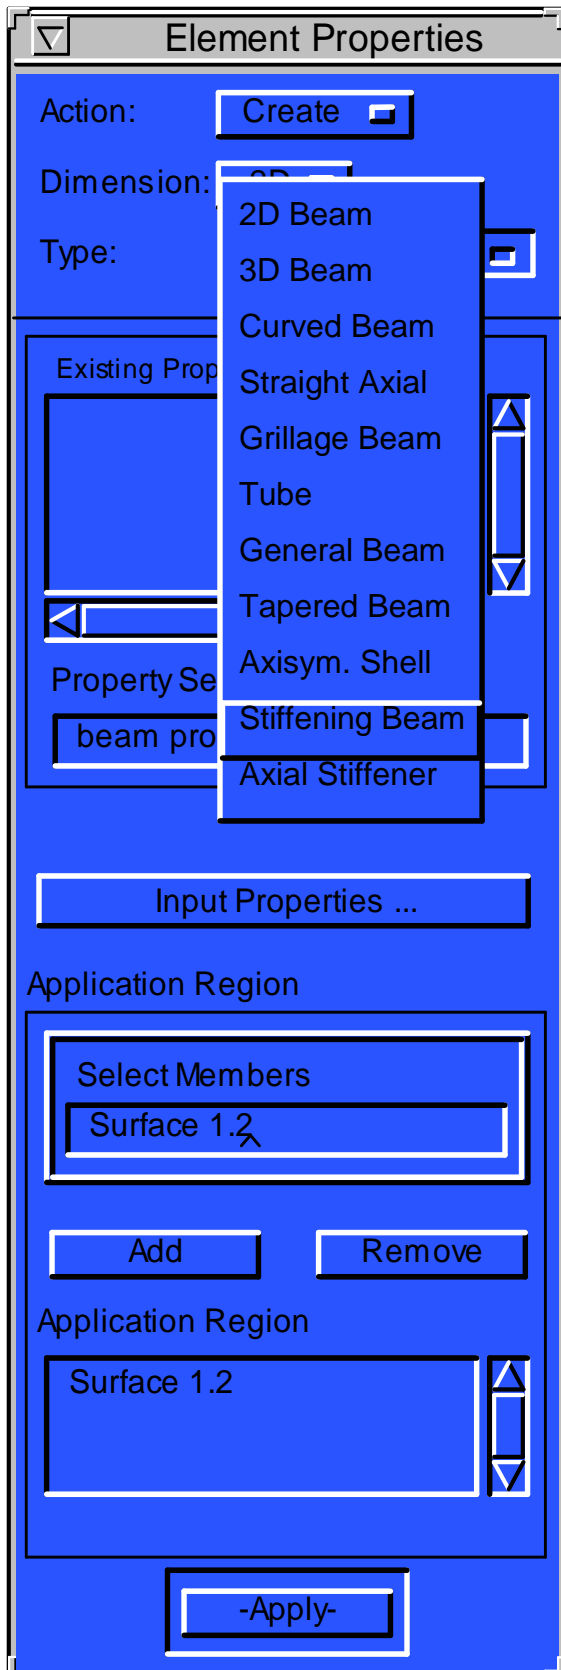 Element Properties
Action: Create
Dimension:
2D Beam
Type:
3D Beam
Curved Beam
Existing Prop
Straight Axial
Grillage Beam
Tube
General Beam
Tapered Beam
Axisym. Shell
Property Se
Stiffening Beam
beam pro
Axial Stiffener
Input Properties ...
Application Region
Select Members
Surface 1.2
Add Remove
Application Region
Surface 1.2
-Apply-